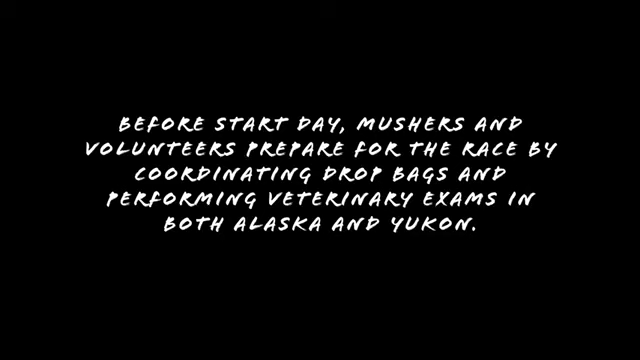 BEFORE START DAY, MUSHERS AND
VOLUNTEERS PREPARE FOR THE RACE BY
COORDINATING DROP BAGS AND
PERFORMING VETERINARY EXAMS IN
BOTH ALASKA AND YUKON.